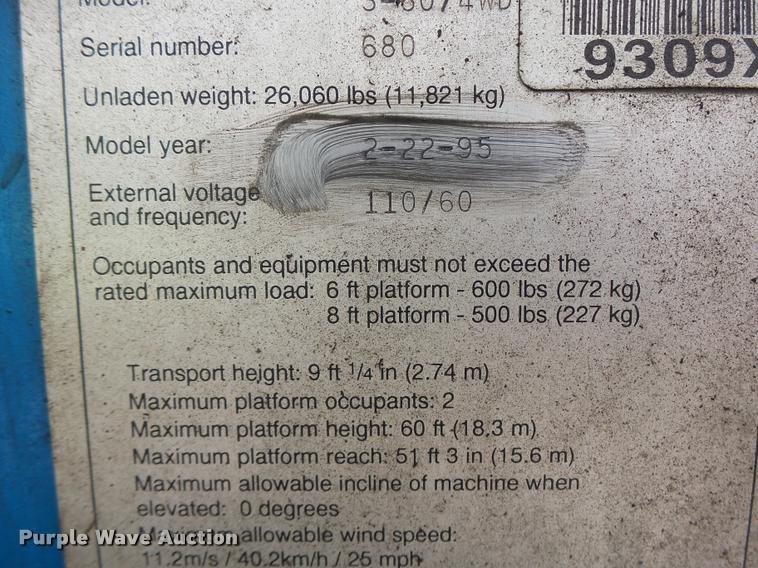 Model: S-60/4WD
Serial number: 680
9309X
Unladen weight: 26,060 lbs (11,821 kg)
Model year: 2-22-95
External voltage
and frequency: 110/60
Occupants and equipment must not exceed the
rated maximum load: 6 ft platform - 600 lbs (272 kg)
8 ft platform - 500 lbs (227 kg)
Transport height: 9 ft 1/4 in (2.74 m)
Maximum platform occupants: 2
Maximum platform height: 60 ft (18.3 m)
Maximum platform reach: 51 ft 3 in (15.6 m)
Maximum allowable incline of machine when
elevated: 0 degrees
Maximum allowable wind speed:
11.2m/s / 40.2km/h / 25 mph
Purple Wave Auction